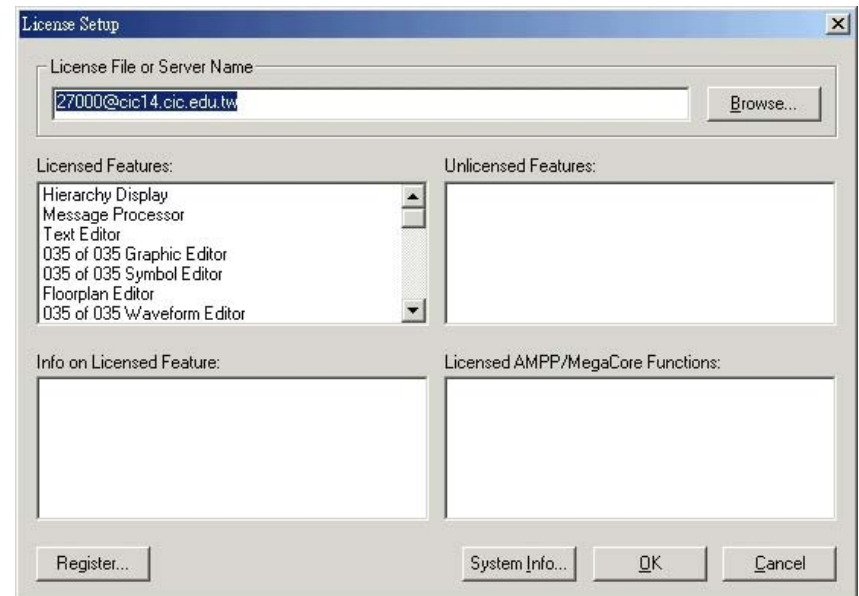 License Setup
License File or Server Name
27000@cic14.cic.edu.tw
Browse...
Licensed Features:
Hierarchy Display
Message Processor
Text Editor
035 of 035 Graphic Editor
035 of 035 Symbol Editor
Floorplan Editor
035 of 035 Waveform Editor
Unlicensed Features:
Info on Licensed Feature:
Licensed AMPP/MegaCore Functions:
Register...
System Info...
OK
Cancel